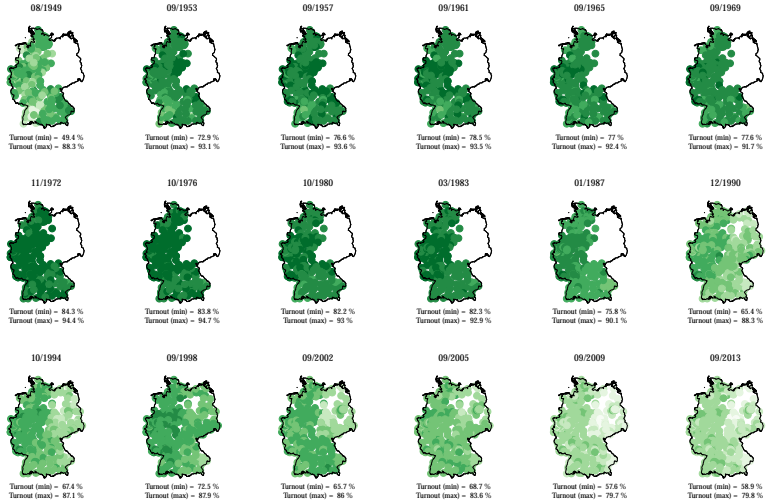 08/1949 09/1953 09/1957 09/1961 09/1965 09/1969
Turnout (min) = 49.4 % Turnout (min) = 72.9 % Turnout (min) = 76.6 % Turnout (min) = 78.5 % Turnout (min) = 77 % Turnout (min) = 77.6 %
Turnout (max) = 88.3 % Turnout (max) = 93.1 % Turnout (max) = 93.6 % Turnout (max) = 93.5 % Turnout (max) = 92.4 % Turnout (max) = 91.7 %
11/1972 10/1976 10/1980 03/1983 01/1987 12/1990
Turnout (min) = 84.3 % Turnout (min) = 83.8 % Turnout (min) = 82.2 % Turnout (min) = 82.3 % Turnout (min) = 75.8 % Turnout (min) = 65.4 %
Turnout (max) = 94.4 % Turnout (max) = 94.7 % Turnout (max) = 93 % Turnout (max) = 92.9 % Turnout (max) = 90.1 % Turnout (max) = 88.3 %
10/1994 09/1998 09/2002 09/2005 09/2009 09/2013
Turnout (min) = 67.4 % Turnout (min) = 72.5 % Turnout (min) = 65.7 % Turnout (min) = 68.7 % Turnout (min) = 57.6 % Turnout (min) = 58.9 %
Turnout (max) = 87.1 % Turnout (max) = 87.9 % Turnout (max) = 86 % Turnout (max) = 83.6 % Turnout (max) = 79.7 % Turnout (max) = 79.8 %